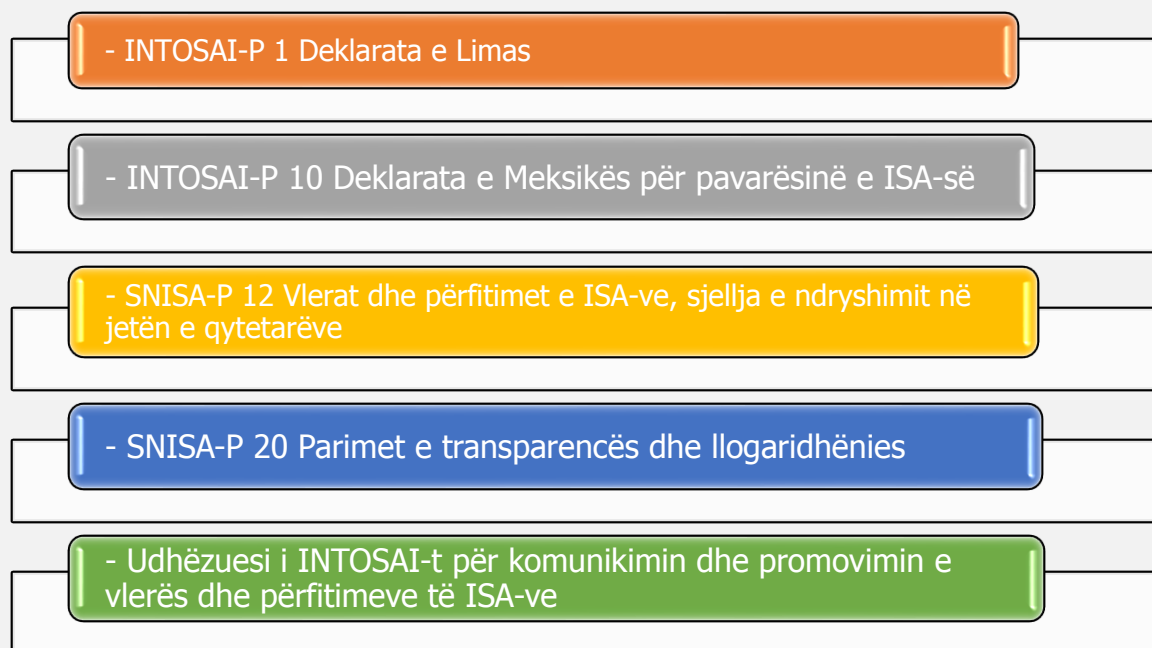 - INTOSAI-P 1 Deklarata e Limas
- INTOSAI-P 10 Deklarata e Meksikës për pavarësinë e ISA-së
- SNISA-P 12 Vlerat dhe përfitimet e ISA-ve, sjellja e ndryshimit në
jetën e qytetarëve
- SNISA-P 20 Parimet e transparencës dhe llogaridhënies
- Udhëzuesi i INTOSAI-t për komunikimin dhe promovimin e
vlerës dhe përfitimeve të ISA-ve